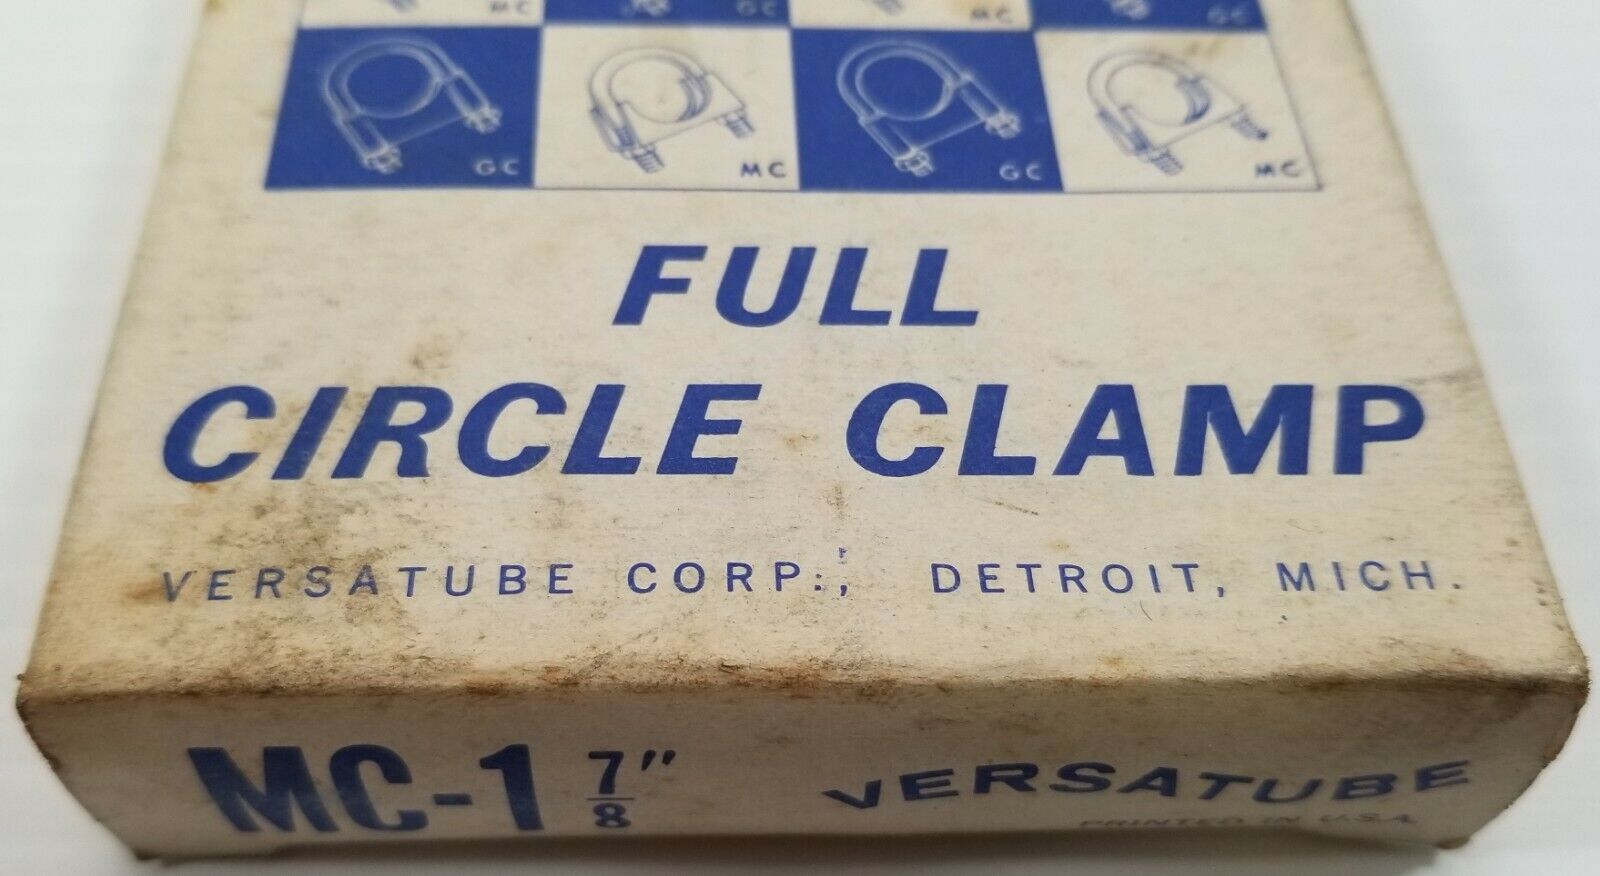 MC GC MC GC
GC MC GC MC
FULL
CIRCLE CLAMP
VERSATUBE CORP., DETROIT, MICH.
MC-1 7/8" VERSATUBE
PRINTED IN U.S.A.